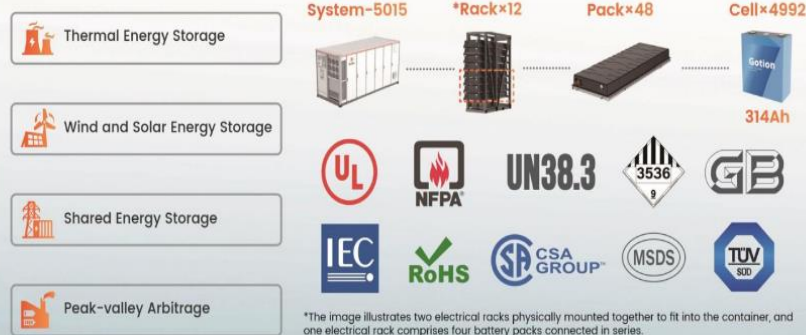 System-5015
*Rack×12
Pack×48
Cell×4992
Thermal Energy Storage
Gotion
314Ah
Wind and Solar Energy Storage
UL
NFPA®
UN38.3
3536
9
GB
Shared Energy Storage
IEC
RoHS
SA
CSA
GROUP™
MSDS
TÜV
SÜD
Peak-valley Arbitrage
*The image illustrates two electrical racks physically mounted together to fit into the container, and
one electrical rack comprises four battery packs connected in series.